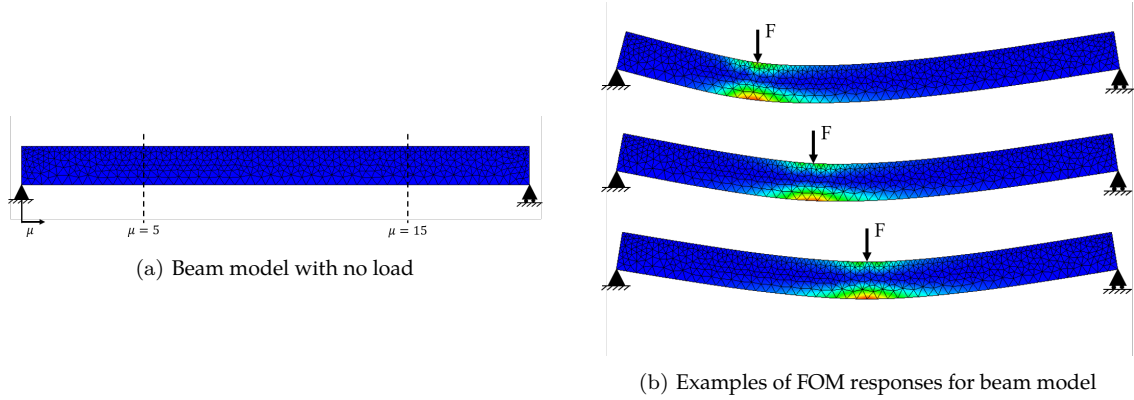 μ
μ = 5
μ = 15
(a) Beam model with no load
F
F
F
(b) Examples of FOM responses for beam model